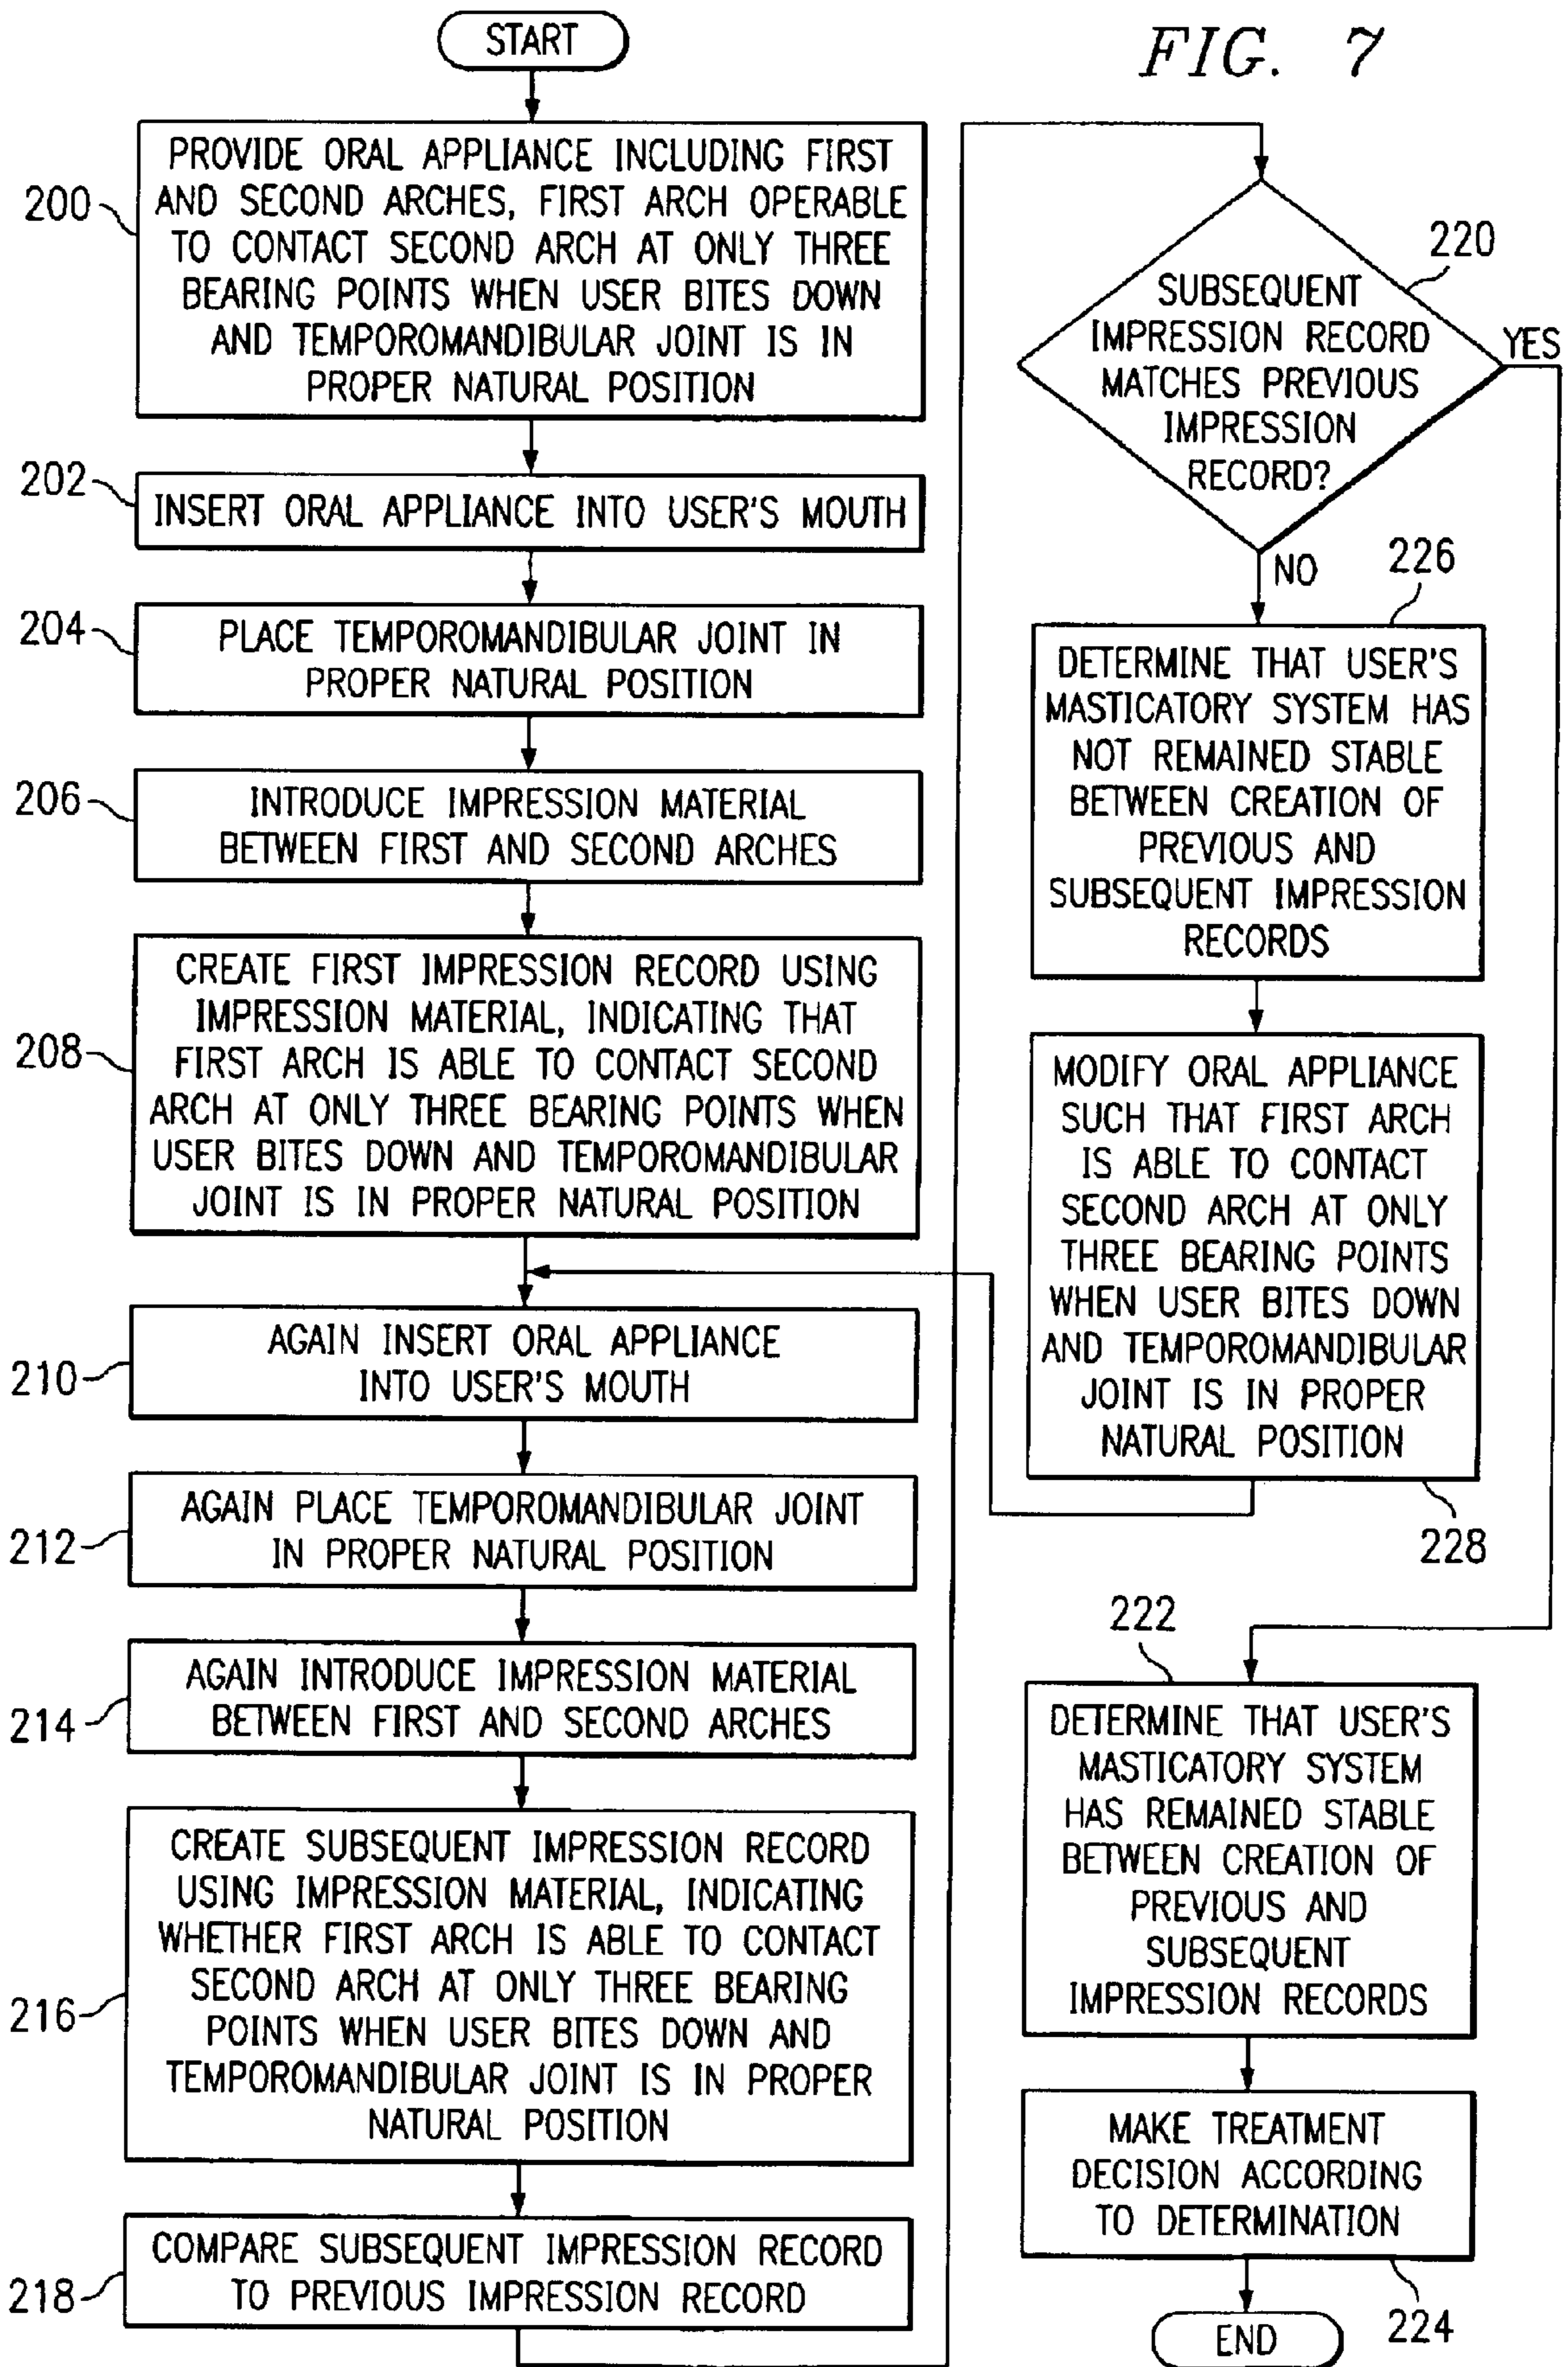 FIG. 7
START
200
PROVIDE ORAL APPLIANCE INCLUDING FIRST
AND SECOND ARCHES, FIRST ARCH OPERABLE
TO CONTACT SECOND ARCH AT ONLY THREE
BEARING POINTS WHEN USER BITES DOWN
AND TEMPOROMANDIBULAR JOINT IS IN
PROPER NATURAL POSITION
202
INSERT ORAL APPLIANCE INTO USER'S MOUTH
204
PLACE TEMPOROMANDIBULAR JOINT IN
PROPER NATURAL POSITION
206
INTRODUCE IMPRESSION MATERIAL
BETWEEN FIRST AND SECOND ARCHES
208
CREATE FIRST IMPRESSION RECORD USING
IMPRESSION MATERIAL, INDICATING THAT
FIRST ARCH IS ABLE TO CONTACT SECOND
ARCH AT ONLY THREE BEARING POINTS WHEN
USER BITES DOWN AND TEMPOROMANDIBULAR
JOINT IS IN PROPER NATURAL POSITION
210
AGAIN INSERT ORAL APPLIANCE
INTO USER'S MOUTH
212
AGAIN PLACE TEMPOROMANDIBULAR JOINT
IN PROPER NATURAL POSITION
214
AGAIN INTRODUCE IMPRESSION MATERIAL
BETWEEN FIRST AND SECOND ARCHES
216
CREATE SUBSEQUENT IMPRESSION RECORD
USING IMPRESSION MATERIAL, INDICATING
WHETHER FIRST ARCH IS ABLE TO CONTACT
SECOND ARCH AT ONLY THREE BEARING
POINTS WHEN USER BITES DOWN AND
TEMPOROMANDIBULAR JOINT IS IN PROPER
NATURAL POSITION
218
COMPARE SUBSEQUENT IMPRESSION RECORD
TO PREVIOUS IMPRESSION RECORD
220
SUBSEQUENT
IMPRESSION RECORD
MATCHES PREVIOUS
IMPRESSION
RECORD?
YES
NO
226
DETERMINE THAT USER'S
MASTICATORY SYSTEM HAS
NOT REMAINED STABLE
BETWEEN CREATION OF
PREVIOUS AND
SUBSEQUENT IMPRESSION
RECORDS
MODIFY ORAL APPLIANCE
SUCH THAT FIRST ARCH
IS ABLE TO CONTACT
SECOND ARCH AT ONLY
THREE BEARING POINTS
WHEN USER BITES DOWN
AND TEMPOROMANDIBULAR
JOINT IS IN PROPER
NATURAL POSITION
228
222
DETERMINE THAT USER'S
MASTICATORY SYSTEM
HAS REMAINED STABLE
BETWEEN CREATION OF
PREVIOUS AND
SUBSEQUENT
IMPRESSION RECORDS
MAKE TREATMENT
DECISION ACCORDING
TO DETERMINATION
224
END